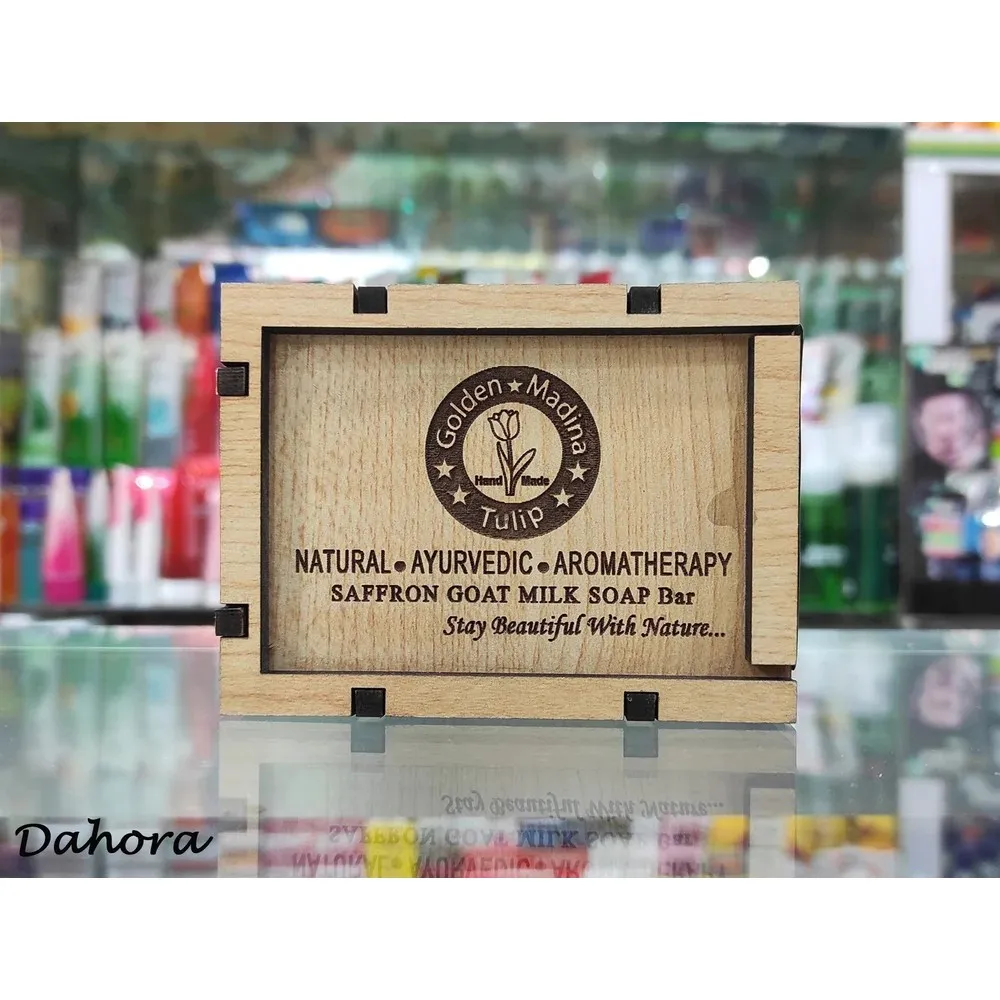 Golden ★ Madina
Hand Made
★ ★ Tulip ★ ★
NATURAL • AYURVEDIC • AROMATHERAPY
SAFFRON GOAT MILK SOAP Bar
Stay Beautiful With Nature...
Dahora